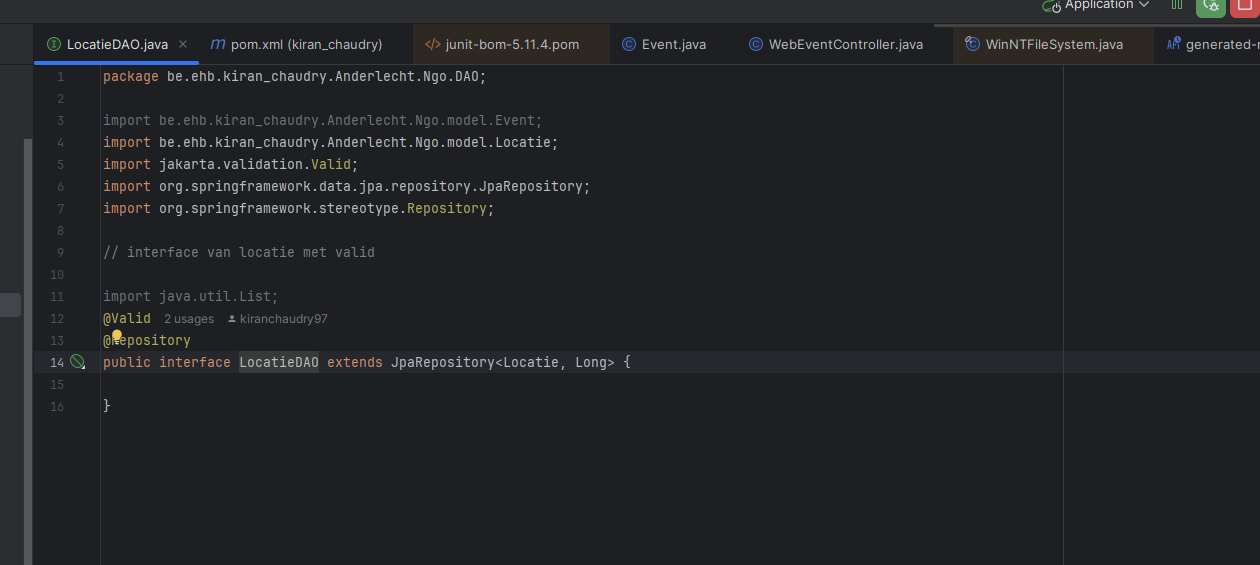 Application
LocatieDAO.java
pom.xml (kiran_chaudry)
junit-bom-5.11.4.pom
Event.java
WebEventController.java
WinNTFileSystem.java
1 package be.ehb.kiran_chaudry.Anderlecht.Ngo.DAO;
2
3 import be.ehb.kiran_chaudry.Anderlecht.Ngo.model.Event;
4 import be.ehb.kiran_chaudry.Anderlecht.Ngo.model.Locatie;
5 import jakarta.validation.Valid;
6 import org.springframework.data.jpa.repository.JpaRepository;
7 import org.springframework.stereotype.Repository;
8
9 // interface van locatie met valid
10
11 import java.util.List;
12 @Valid 2 usages kiranchaudry97
13 @Repository
14 public interface LocatieDAO extends JpaRepository<Locatie, Long> {
15
16 }